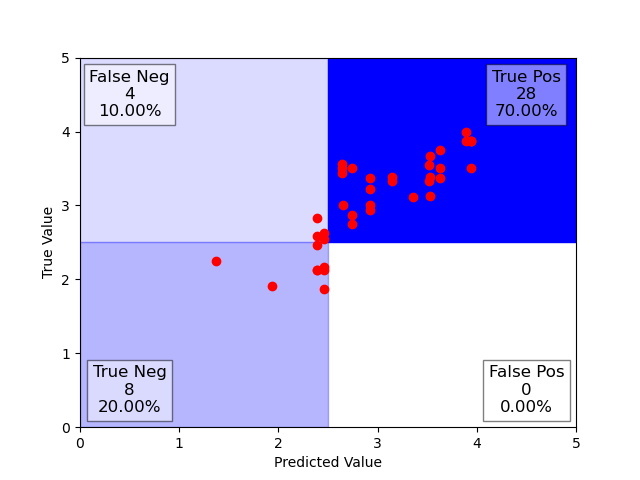 False Neg
4
10.00%
True Pos
28
70.00%
True Neg
8
20.00%
False Pos
0
0.00%
5
4
3
2
1
0
True Value
0 1 2 3 4 5
Predicted Value